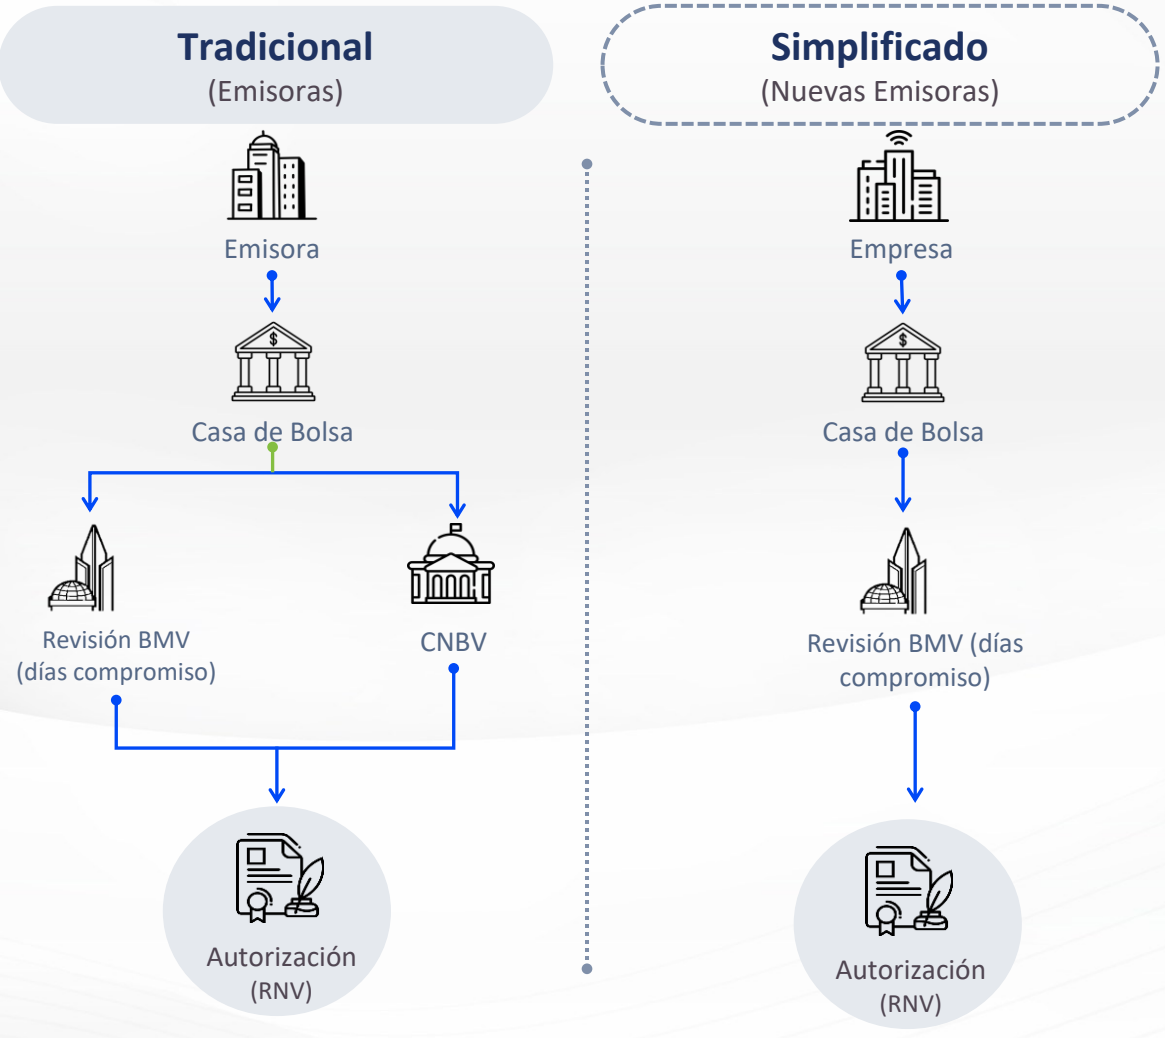 Tradicional
(Emisoras)
Emisora
$
Casa de Bolsa
Revisión BMV
(días compromiso)
CNBV
Autorización
(RNV)
Simplificado
(Nuevas Emisoras)
Empresa
$
Casa de Bolsa
Revisión BMV (días
compromiso)
Autorización
(RNV)